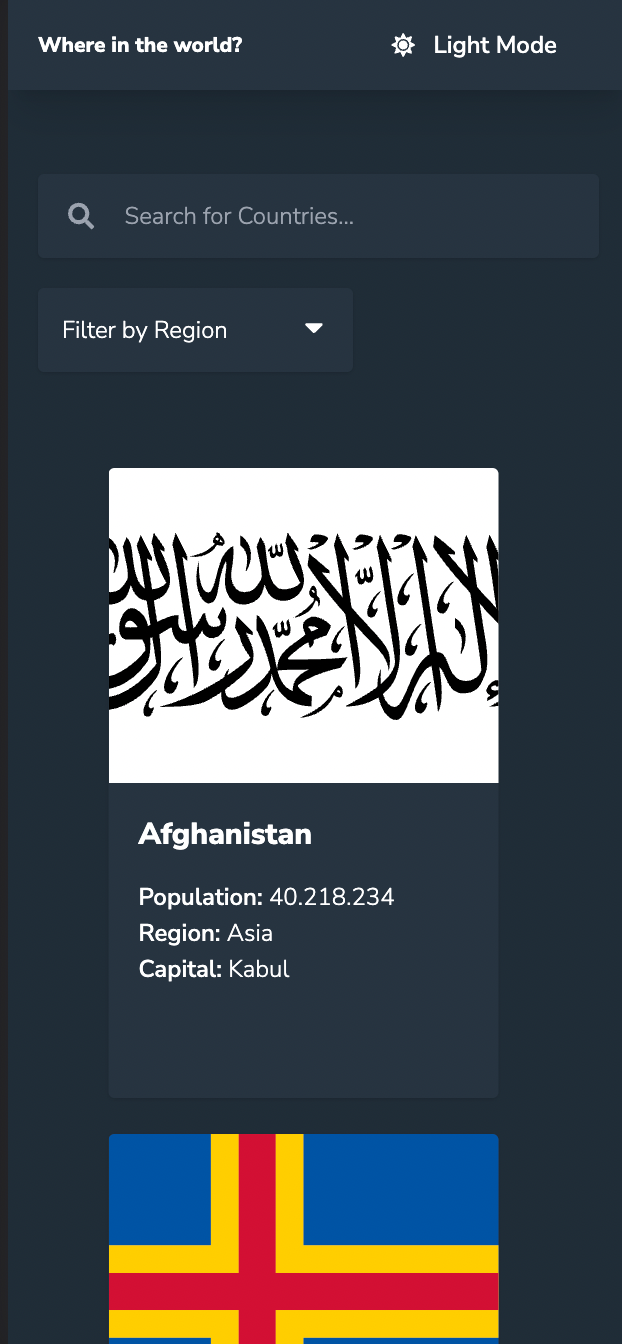 Where in the world?
Light Mode
Search for Countries...
Filter by Region
لا إله إلا الله محمد رسول الله
Afghanistan
Population: 40.218.234
Region: Asia
Capital: Kabul